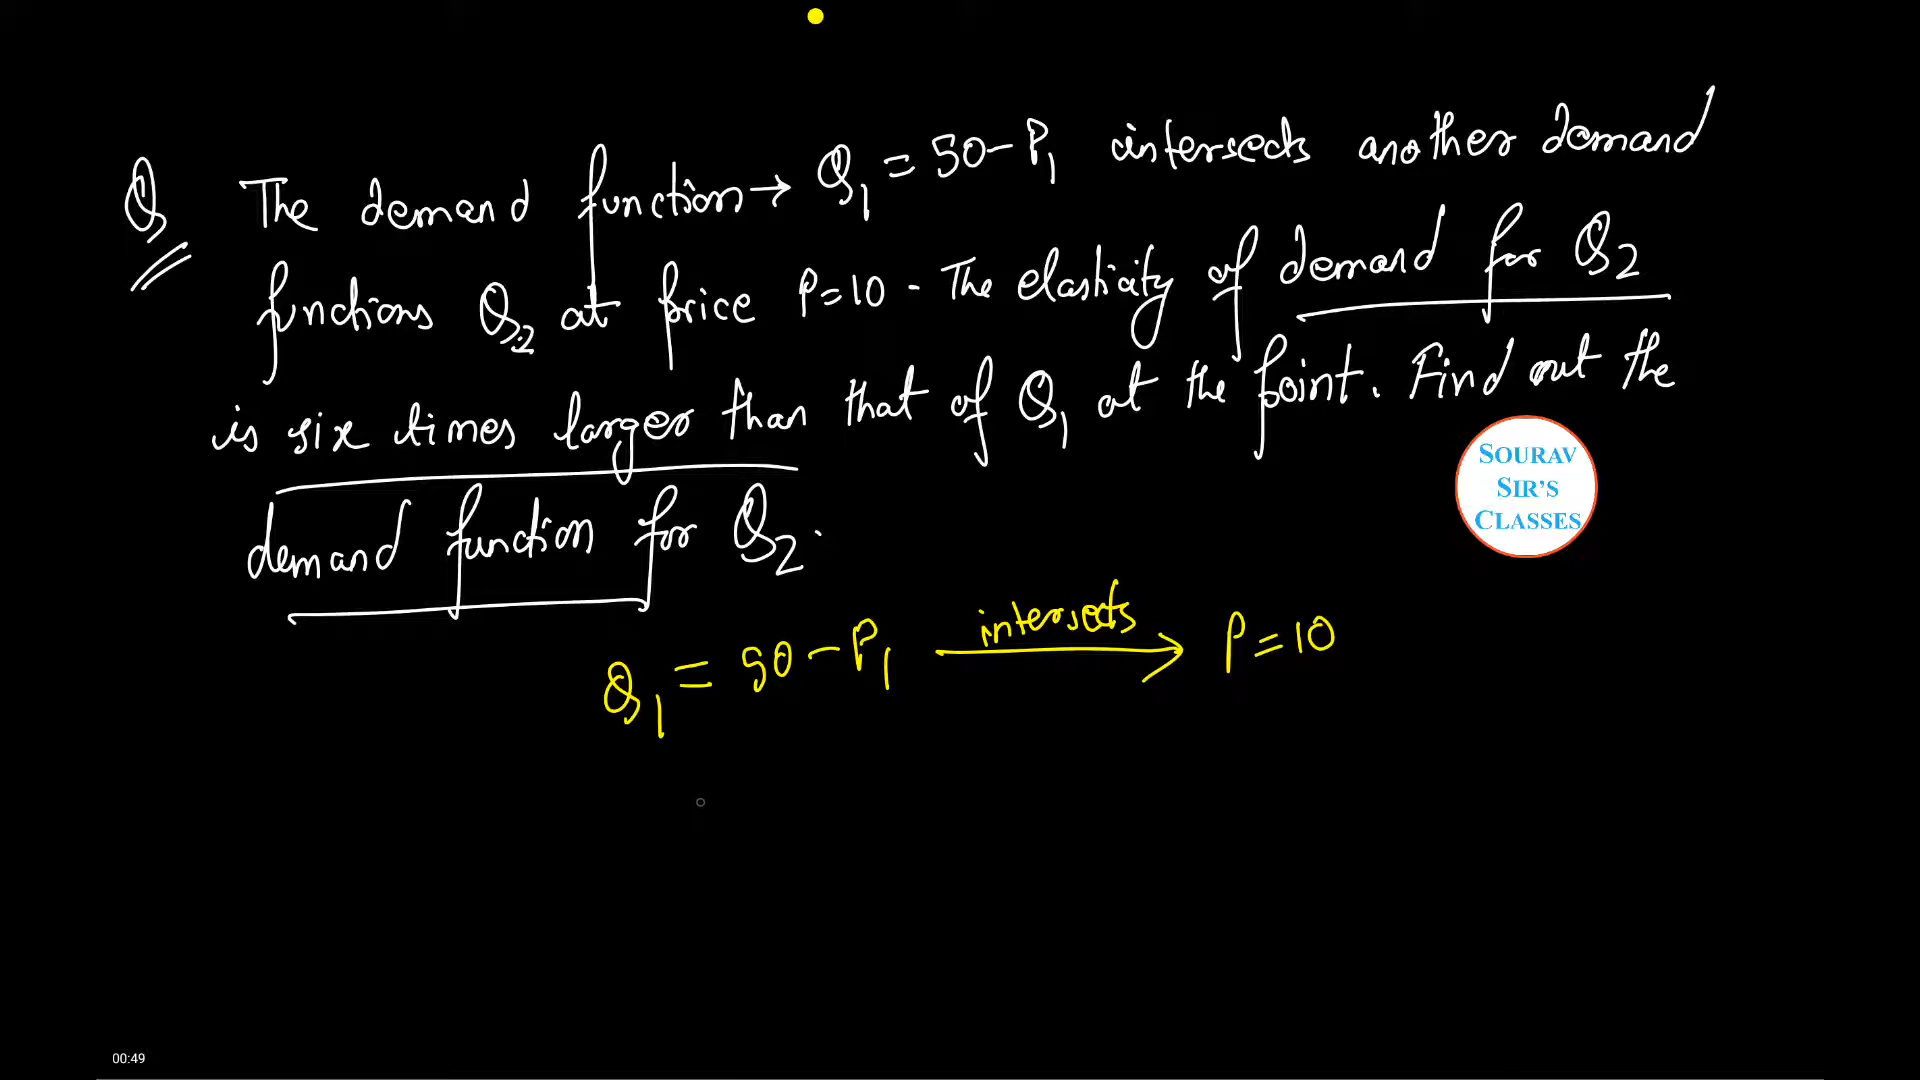 Q The demand function → Q₁ = 50 - P₁ intersects another demand
functions Q₂ at price P=10 - The elasticity of demand for Q₂
is six times larger than that of Q₁ at the point. Find out the
SOURAV
SIR'S
CLASSES
demand function for Q₂.
Q₁ = 50 - P₁ intersects P=10
00:49